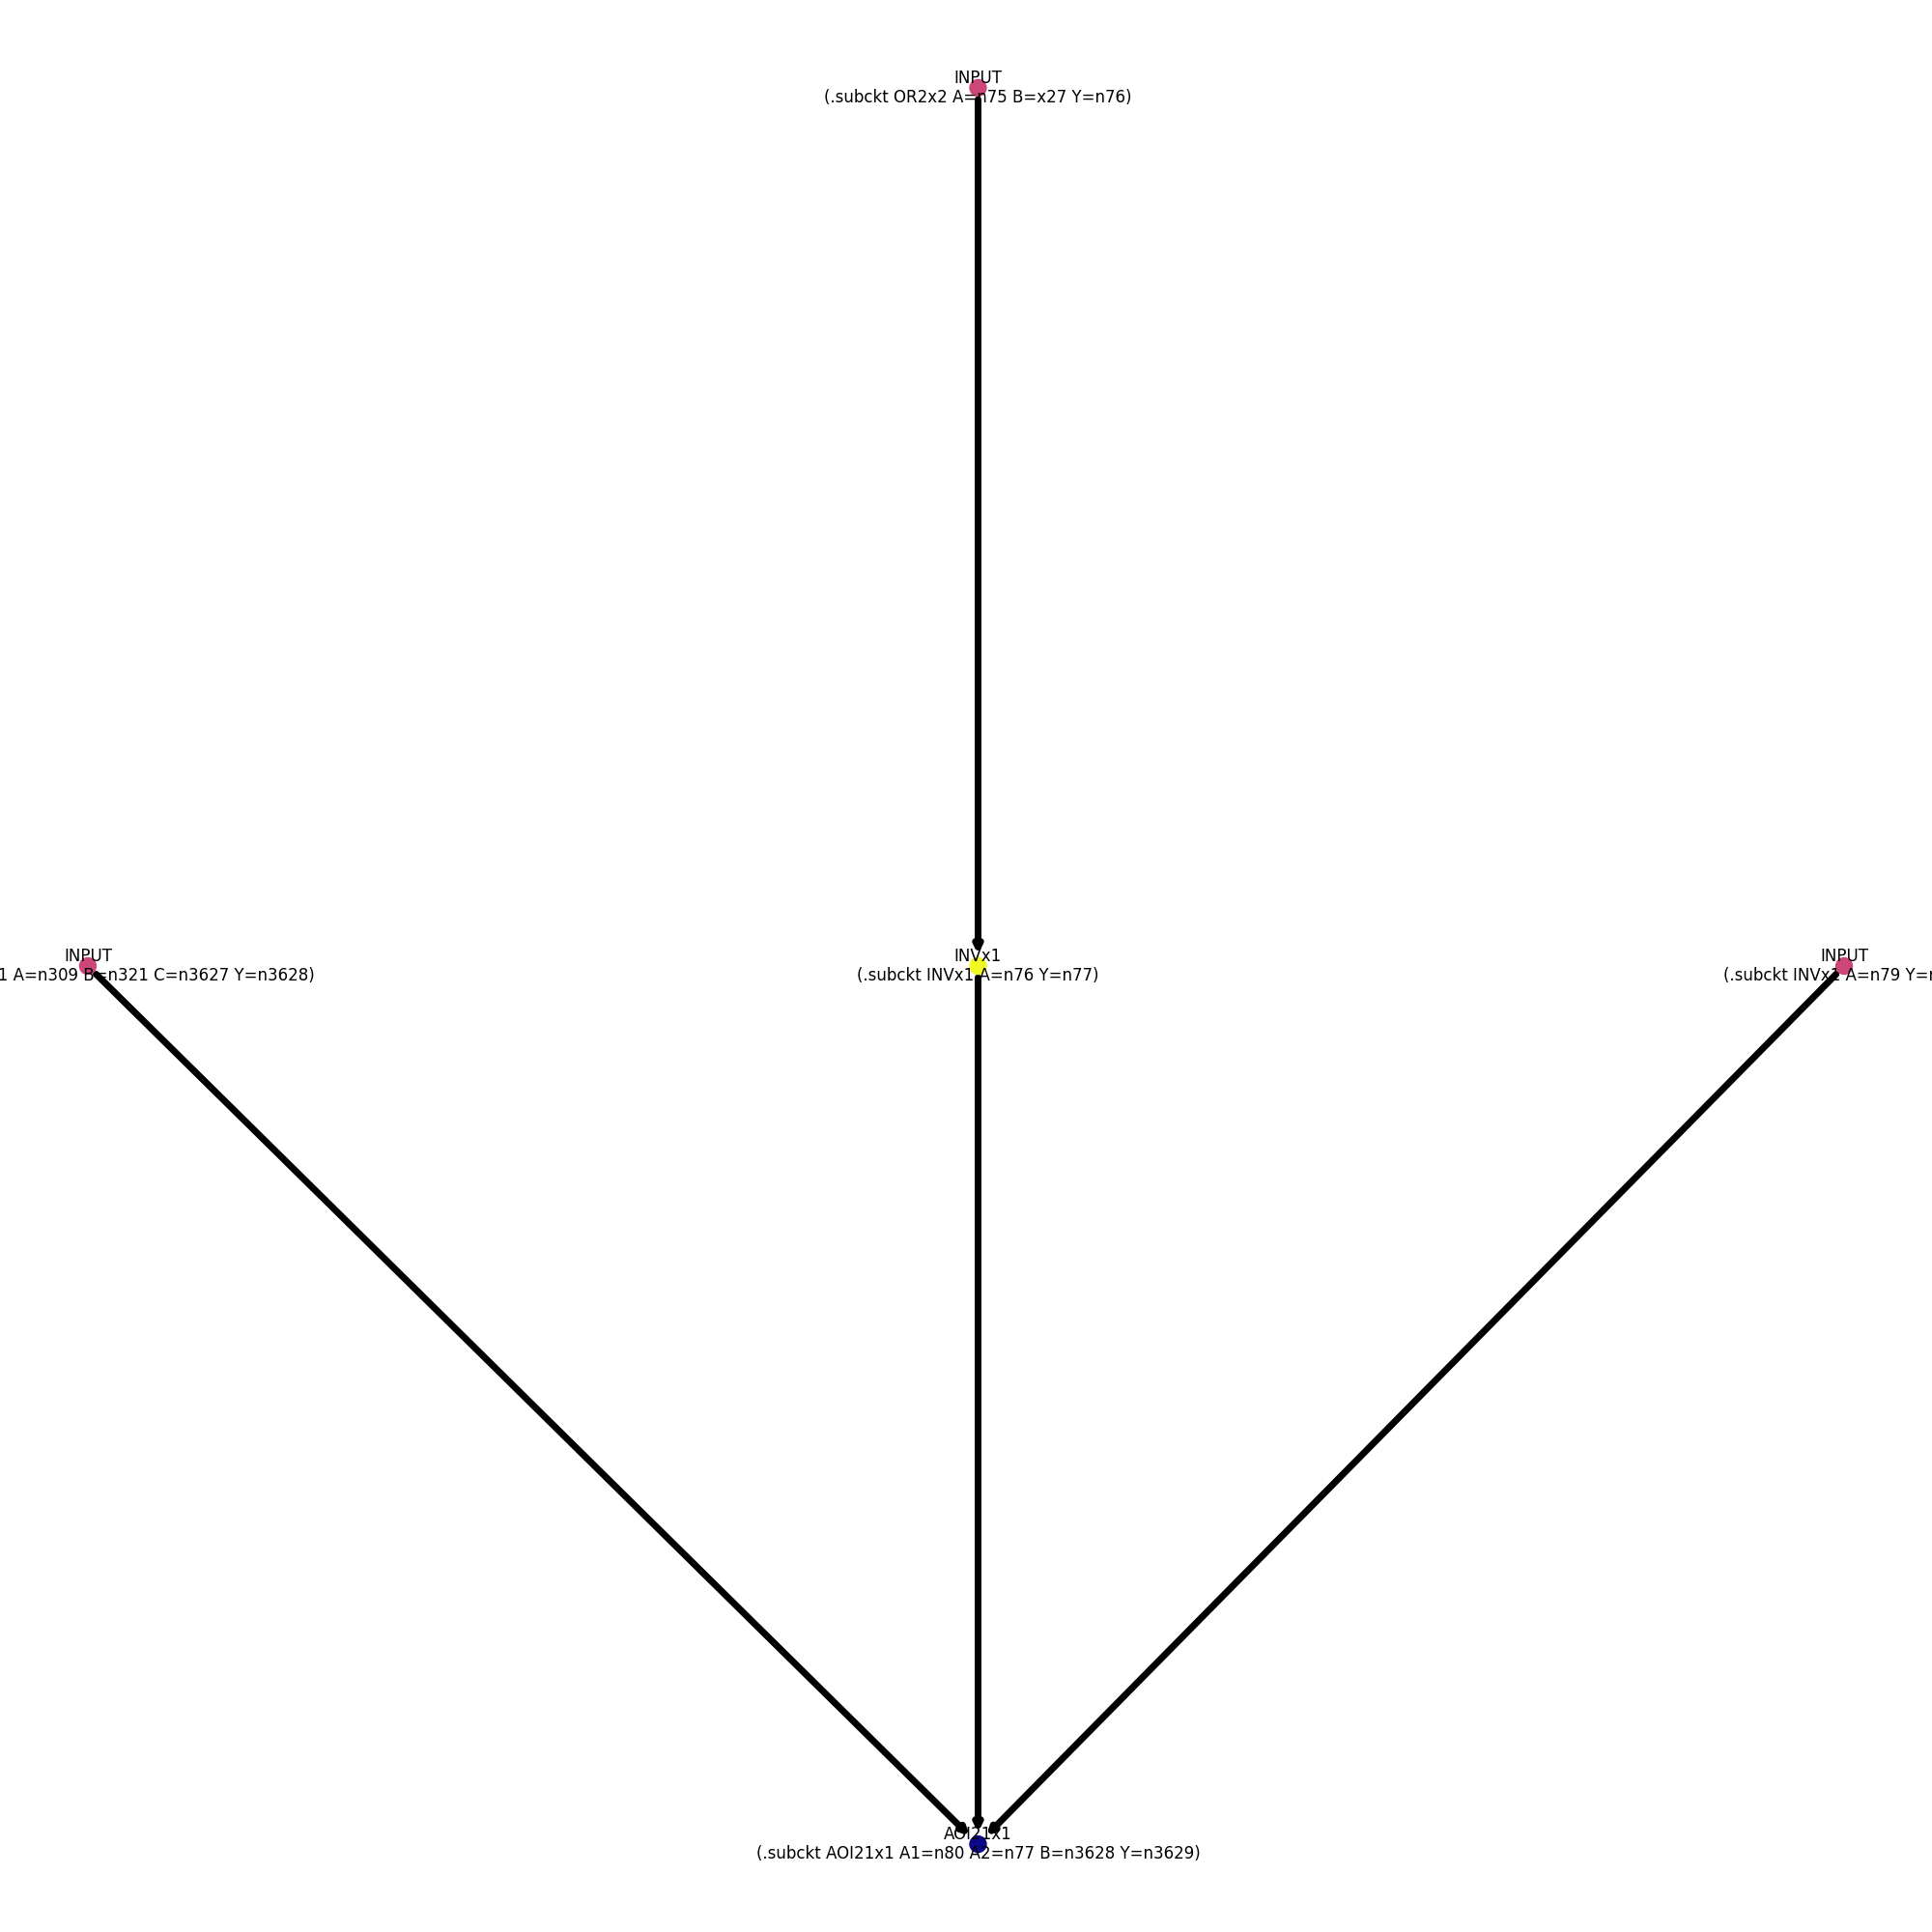 INPUT
(.subckt OR2x2 A=n75 B=x27 Y=n76)
INPUT
1 A=n309 B=n321 C=n3627 Y=n3628)
INVx1
(.subckt INVx1 A=n76 Y=n77)
INPUT
(.subckt INVx1 A=n79 Y=
AOI21x1
(.subckt AOI21x1 A1=n80 A2=n77 B=n3628 Y=n3629)